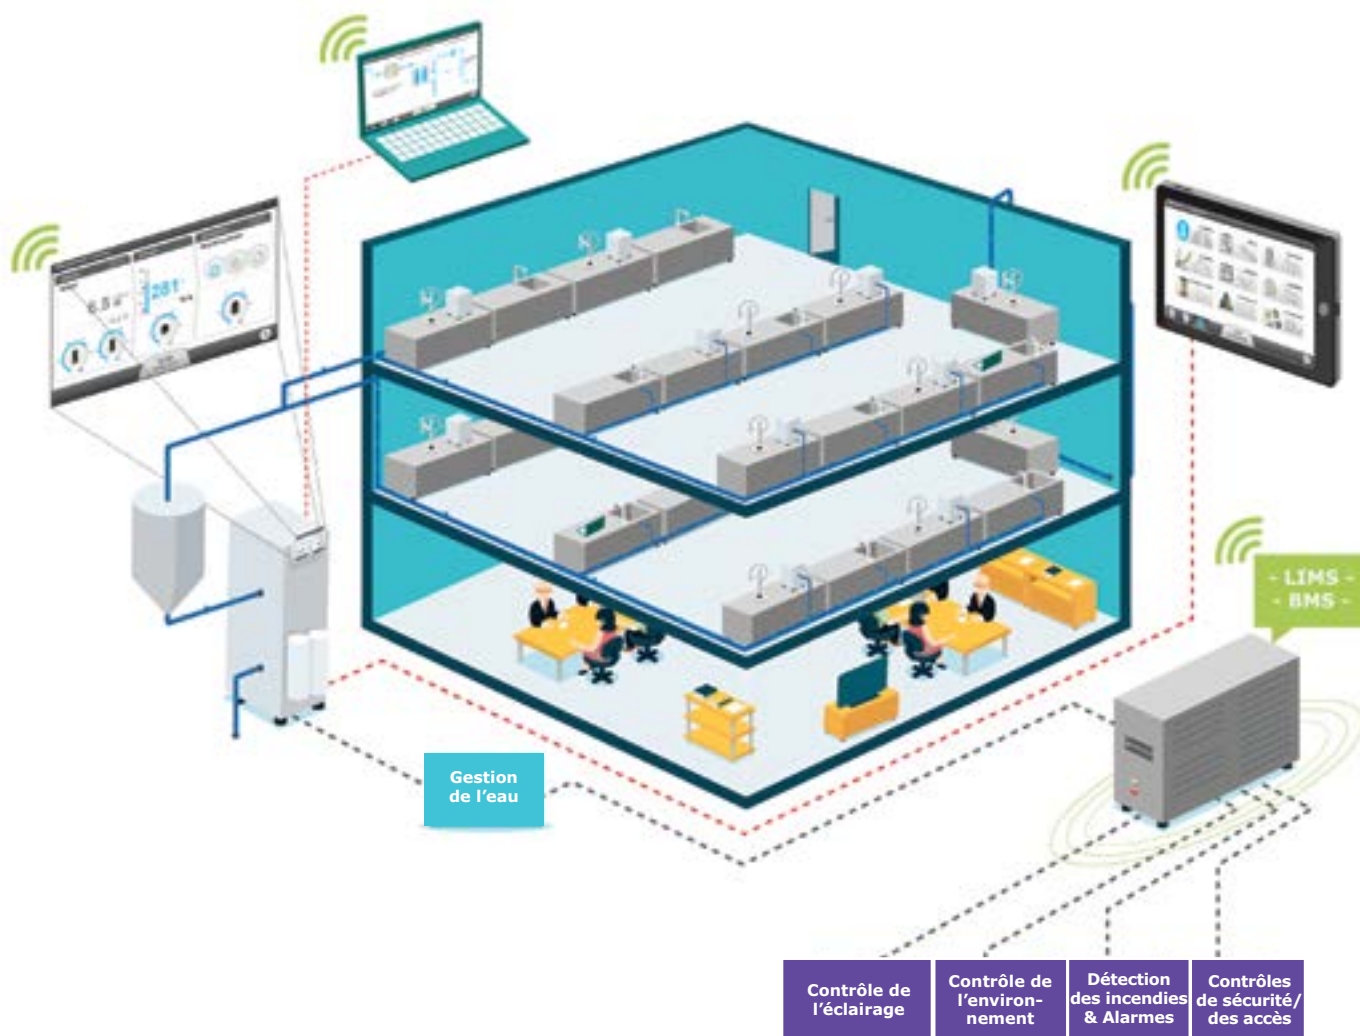 - LIMS -
- BMS -
Gestion
de l’eau
Contrôle de
l’éclairage
Contrôle de
l’environ-
nement
Détection
des incendies
& Alarmes
Contrôles
de sécurité/
des accès